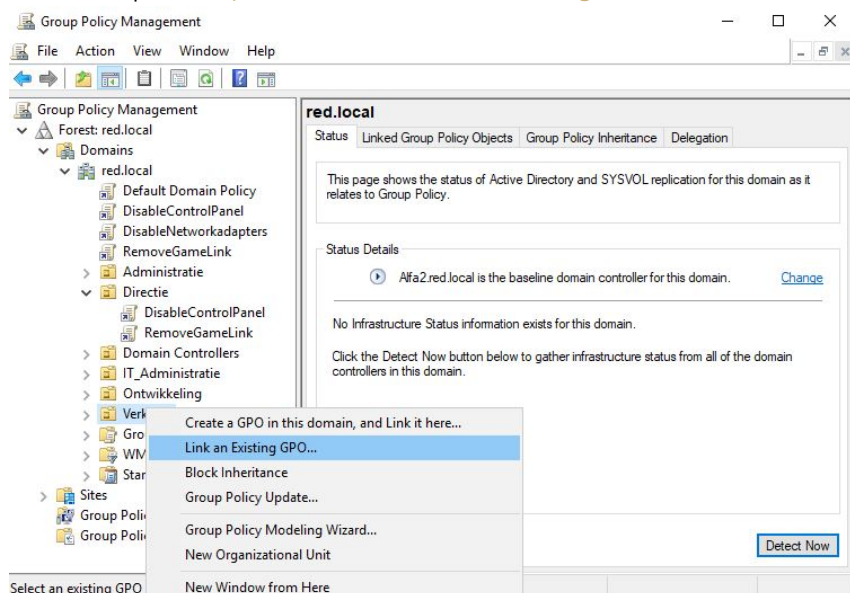 Group Policy Management
File Action View Window Help
Group Policy Management
Forest: red.local
Domains
red.local
Default Domain Policy
DisableControlPanel
DisableNetworkadapters
RemoveGameLink
Administratie
Directie
DisableControlPanel
RemoveGameLink
Domain Controllers
IT_Administratie
Ontwikkeling
Verk
Gro
WM
Star
Sites
Group Poli
Group Poli
red.local
Status Linked Group Policy Objects Group Policy Inheritance Delegation
This page shows the status of Active Directory and SYSVOL replication for this domain as it
relates to Group Policy.
Status Details
Alfa2.red.local is the baseline domain controller for this domain. Change
No Infrastructure Status information exists for this domain.
Click the Detect Now button below to gather infrastructure status from all of the domain
controllers in this domain.
Detect Now
Create a GPO in this domain, and Link it here...
Link an Existing GPO...
Block Inheritance
Group Policy Update...
Group Policy Modeling Wizard...
New Organizational Unit
New Window from Here
Select an existing GPO